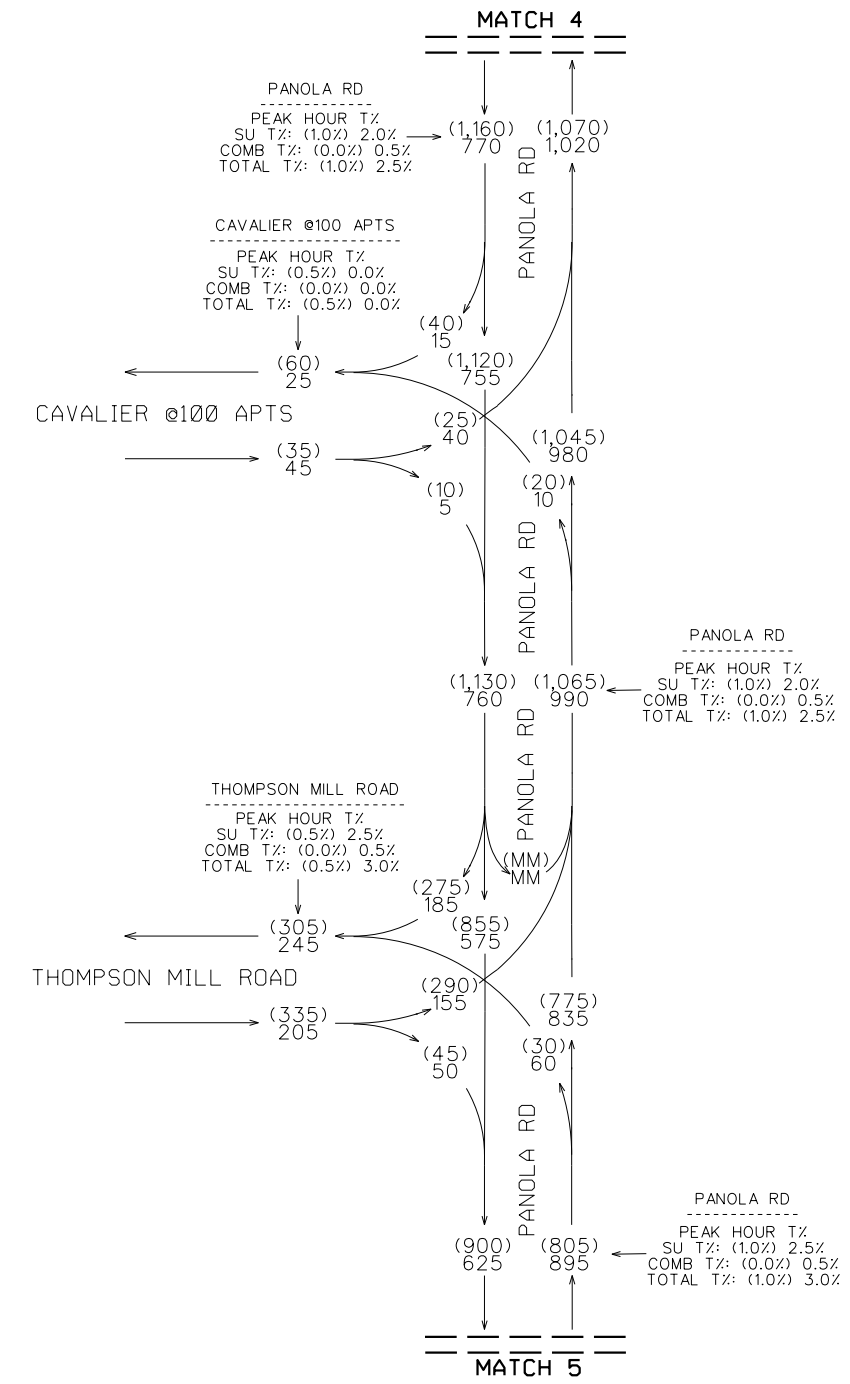 MATCH 4
PANOLA RD
PEAK HOUR T%
SU T%: (1.0%) 2.0%
COMB T%: (0.0%) 0.5%
TOTAL T%: (1.0%) 2.5%
(1,160)
770
(1,070)
1,020
PANOLA RD
CAVALIER @100 APTS
PEAK HOUR T%
SU T%: (0.5%) 0.0%
COMB T%: (0.0%) 0.0%
TOTAL T%: (0.5%) 0.0%
(40)
15
(60)
25
(1,120)
755
CAVALIER @100 APTS
(25)
40
(35)
45
(1,045)
980
(10)
5
(20)
10
PANOLA RD
PANOLA RD
PEAK HOUR T%
SU T%: (1.0%) 2.0%
COMB T%: (0.0%) 0.5%
TOTAL T%: (1.0%) 2.5%
(1,130)
760
(1,065)
990
PANOLA RD
THOMPSON MILL ROAD
PEAK HOUR T%
SU T%: (0.5%) 2.5%
COMB T%: (0.0%) 0.5%
TOTAL T%: (0.5%) 3.0%
(MM)
MM
(275)
185
(305)
245
(855)
575
THOMPSON MILL ROAD
(290)
155
(335)
205
(775)
835
(45)
50
(30)
60
PANOLA RD
PANOLA RD
PEAK HOUR T%
SU T%: (1.0%) 2.5%
COMB T%: (0.0%) 0.5%
TOTAL T%: (1.0%) 3.0%
(900)
625
(805)
895
MATCH 5